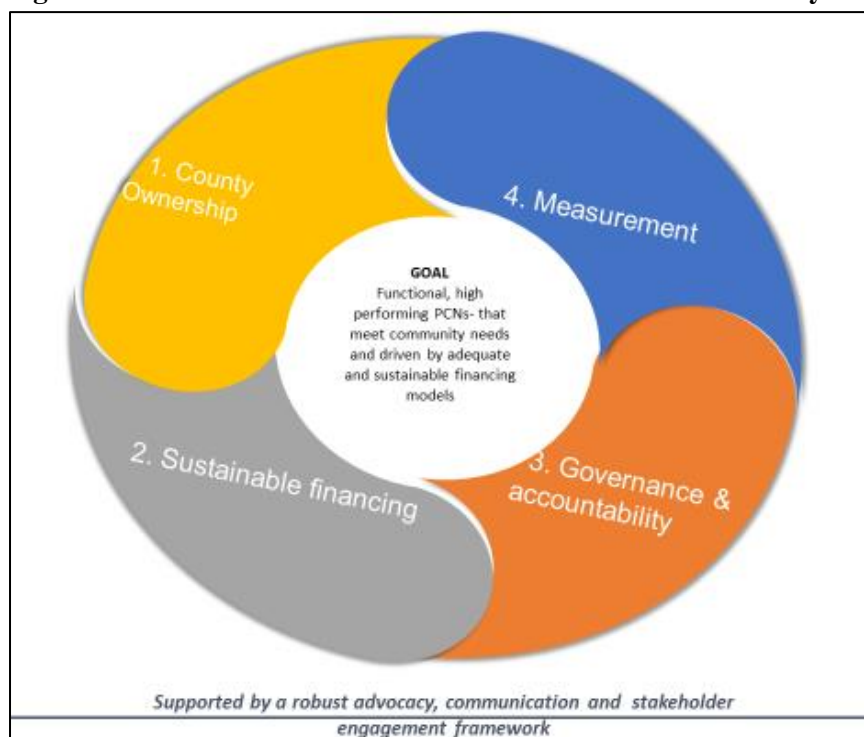 1. County
Ownership
4. Measurement
GOAL
Functional, high
performing PCNs- that
meet community needs
and driven by adequate
and sustainable financing
models
2. Sustainable financing
3. Governance &
accountability
Supported by a robust advocacy, communication and stakeholder
engagement framework